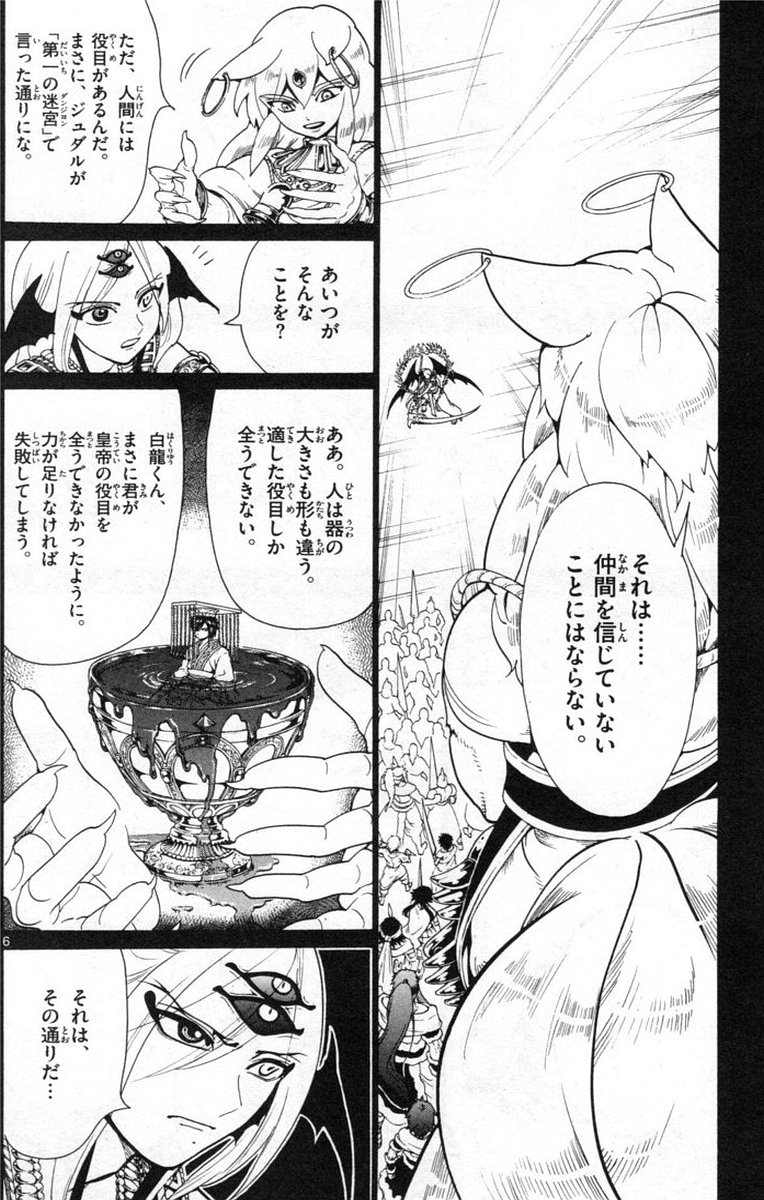 それは……
仲間を信じていない
ことにはならない。
ただ、人間には
役目があるんだ。
まさに、ジュダルが
「第一の迷宮」で
言った通りにな。
あいつが
そんな
ことを？
ああ。人は器の
大きさも形も違う。
適した役目しか
全うできない。
白龍くん、
まさに君が
皇帝の役目を
全うできなかったように。
力が足りなければ
失敗してしまう。
6
それは、
その通りだ…